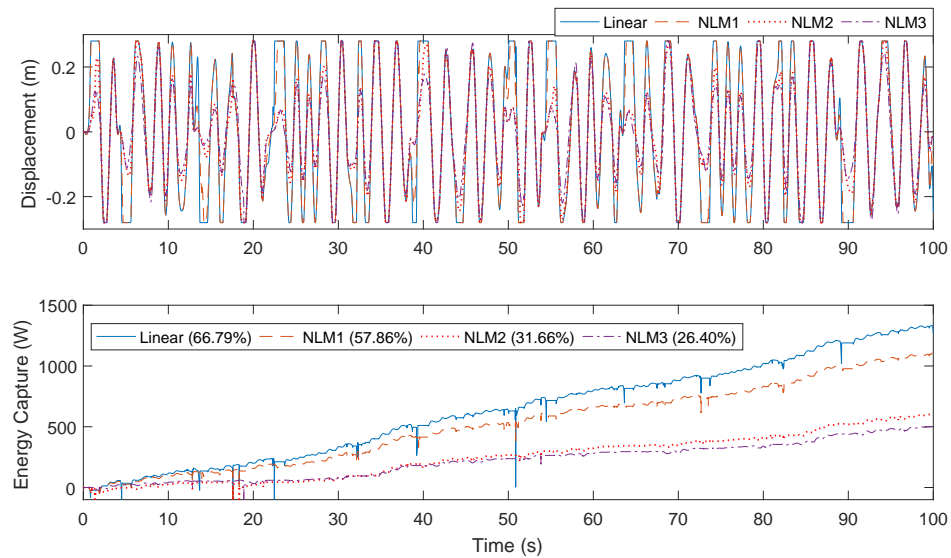 Linear NLM1 NLM2 NLM3
Displacement (m)
0.2
0
-0.2
0 10 20 30 40 50 60 70 80 90 100
Energy Capture (W)
1500
1000
500
0
Linear (66.79%) NLM1 (57.86%) NLM2 (31.66%) NLM3 (26.40%)
0 10 20 30 40 50 60 70 80 90 100
Time (s)